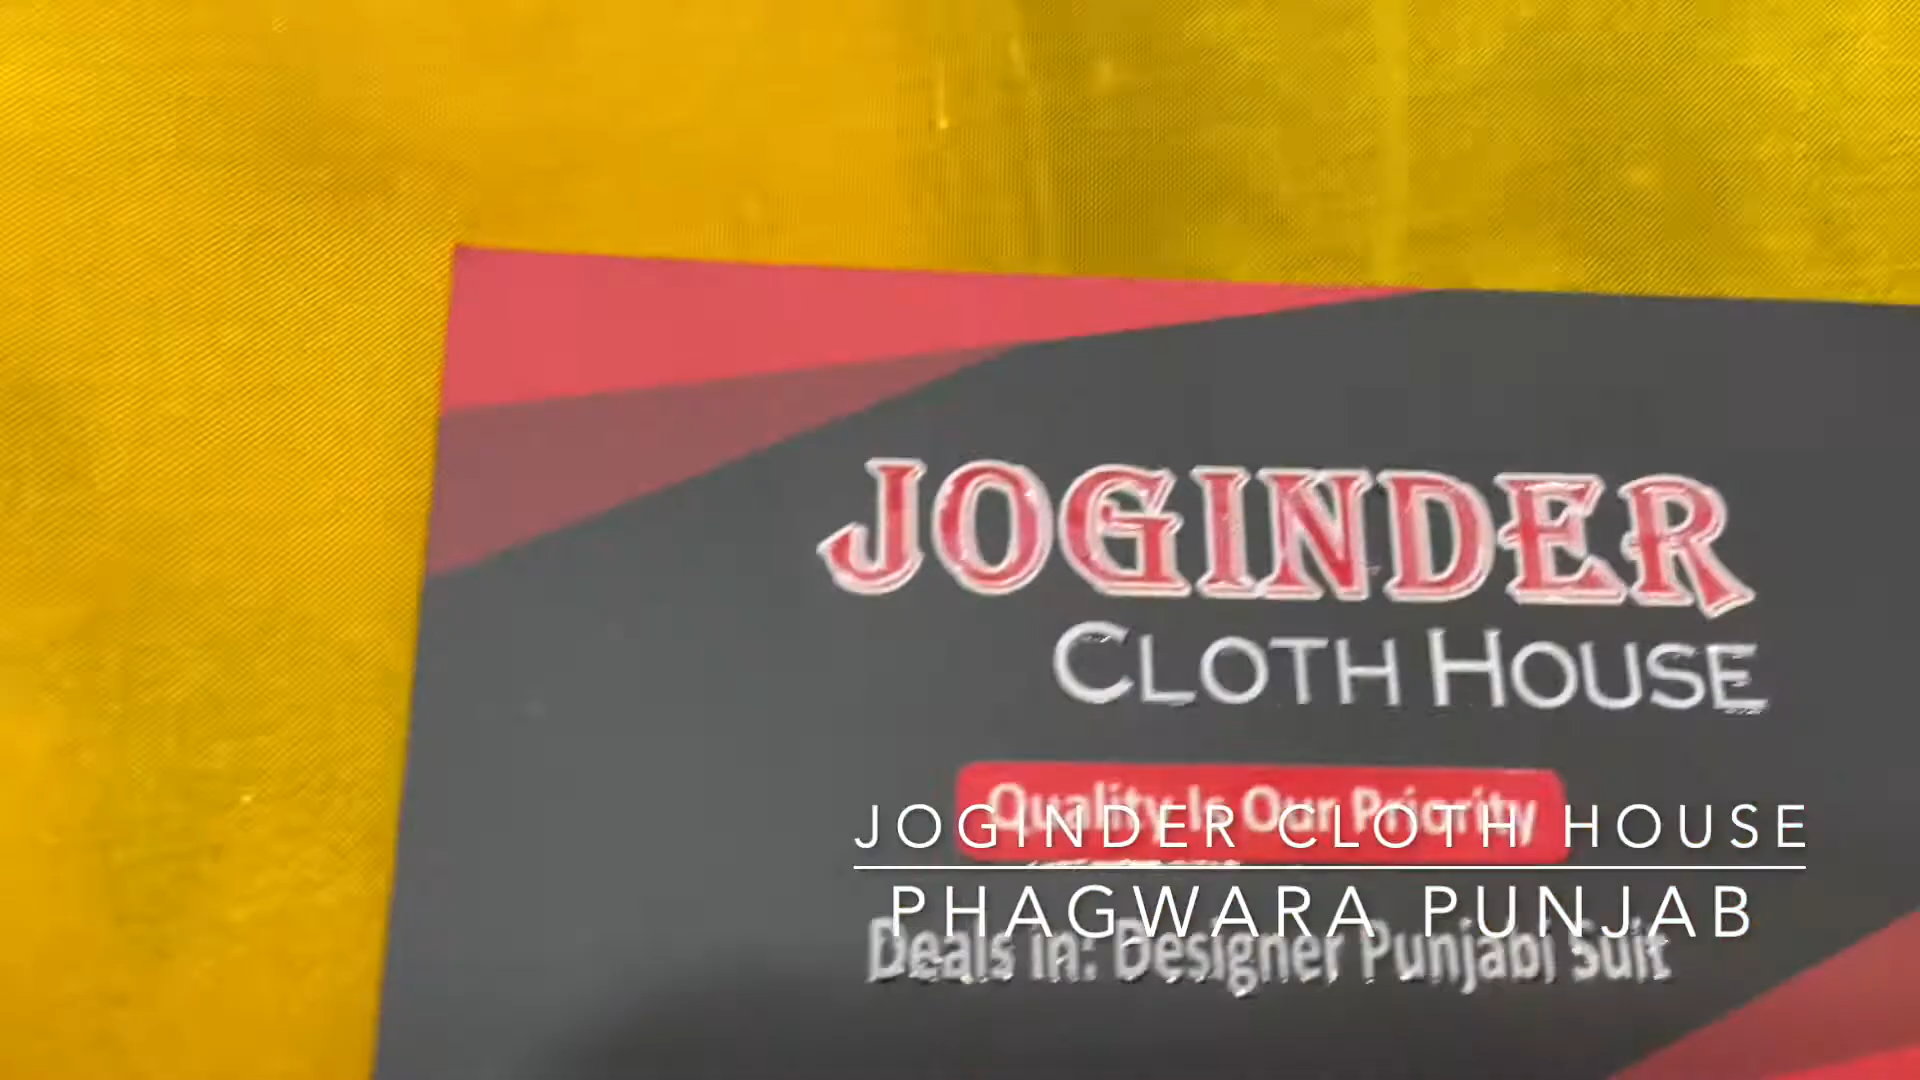 JOGINDER
CLOTH HOUSE
Quality Is Our Priority
JOGINDER CLOTH HOUSE
PHAGWARA PUNJAB
Deals in: Designer Punjabi Suit